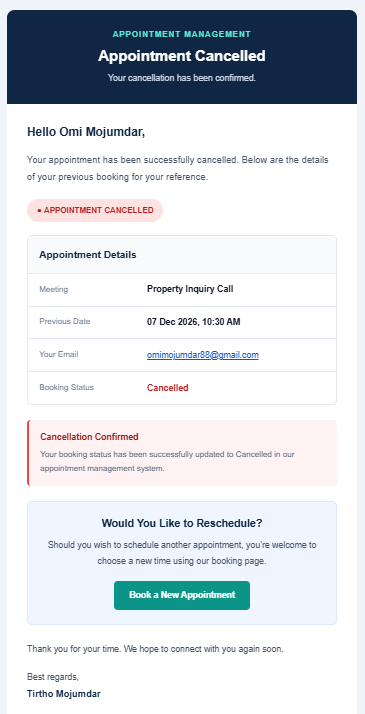 APPOINTMENT MANAGEMENT
Appointment Cancelled
Your cancellation has been confirmed.
Hello Omi Mojumdar,
Your appointment has been successfully cancelled. Below are the details
of your previous booking for your reference.
● APPOINTMENT CANCELLED
Appointment Details
Meeting Property Inquiry Call
Previous Date 07 Dec 2026, 10:30 AM
Your Email omimojumdar88@gmail.com
Booking Status Cancelled
Cancellation Confirmed
Your booking status has been successfully updated to Cancelled in our
appointment management system.
Would You Like to Reschedule?
Should you wish to schedule another appointment, you're welcome to
choose a new time using our booking page.
Book a New Appointment
Thank you for your time. We hope to connect with you again soon.
Best regards,
Tirtho Mojumdar